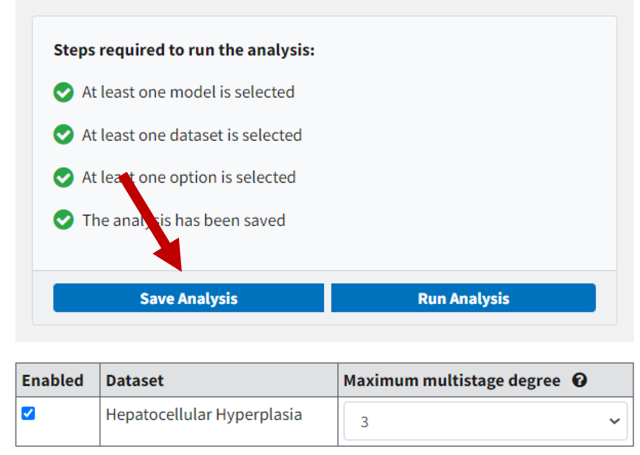 Steps required to run the analysis:
At least one model is selected
At least one dataset is selected
At least one option is selected
The analysis has been saved
Save Analysis Run Analysis
Enabled Dataset Maximum multistage degree ?
Hepatocellular Hyperplasia 3